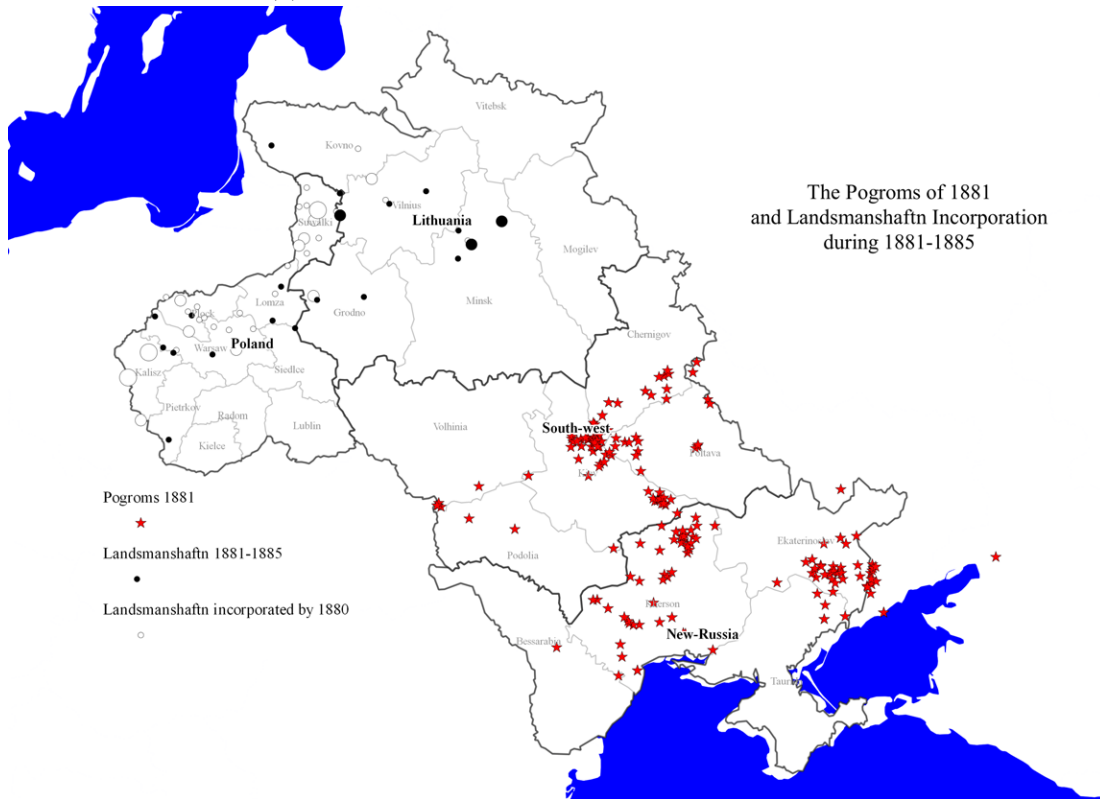 The Pogroms of 1881
and Landsmanshaftn Incorporation
during 1881-1885
Vitebsk
Kovno
Vilnius
Lithuania
Suwalki
Mogilev
Minsk
Lomza
Grodno
Plock
Warsaw
Poland
Chernigov
Kalisz
Siedlce
Pietrkov
Radom
Lublin
Kielce
Volhinia
South-west
Poltava
Kiev
Pogroms 1881
Landsmanshaftn 1881-1885
Landsmanshaftn incorporated by 1880
Podolia
Ekaterinoslav
Kherson
New-Russia
Bessarabia